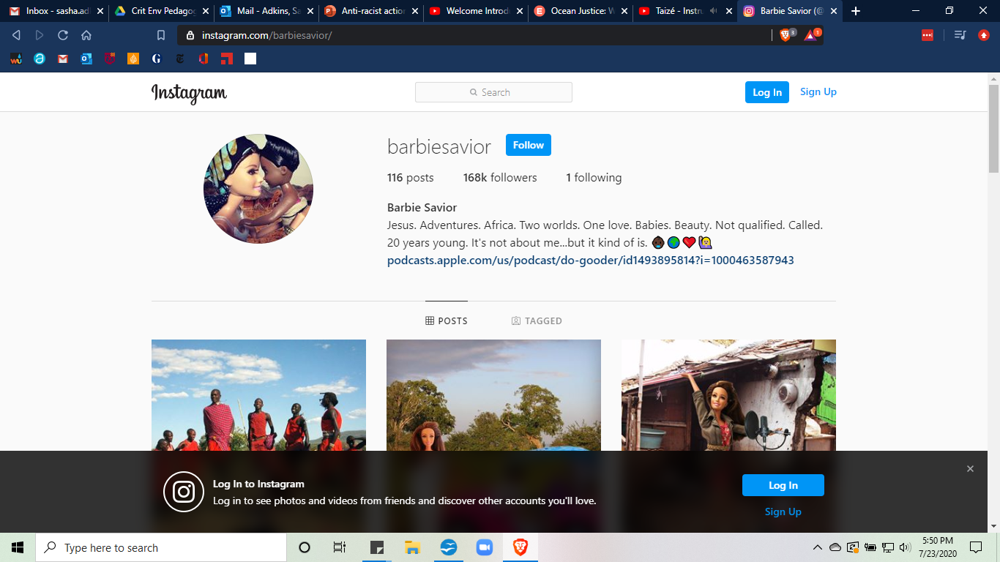 Inbox - sasha.ad
Crit Env Pedagog
Mail - Adkins, Sa
Anti-racist action
Welcome Introd
Ocean Justice: W
Taizé - Instru
Barbie Savior (@
instagram.com/barbiesavior/
3
1
Instagram
Search
Log In
Sign Up
barbiesavior
Follow
116 posts
168k followers
1 following
Barbie Savior
Jesus. Adventures. Africa. Two worlds. One love. Babies. Beauty. Not qualified. Called.
20 years young. It's not about me...but it kind of is.
podcasts.apple.com/us/podcast/do-gooder/id1493895814?i=1000463587943
POSTS
TAGGED
Log In to Instagram
Log in to see photos and videos from friends and discover other accounts you'll love.
Log In
Sign Up
Type here to search
5:50 PM
7/23/2020